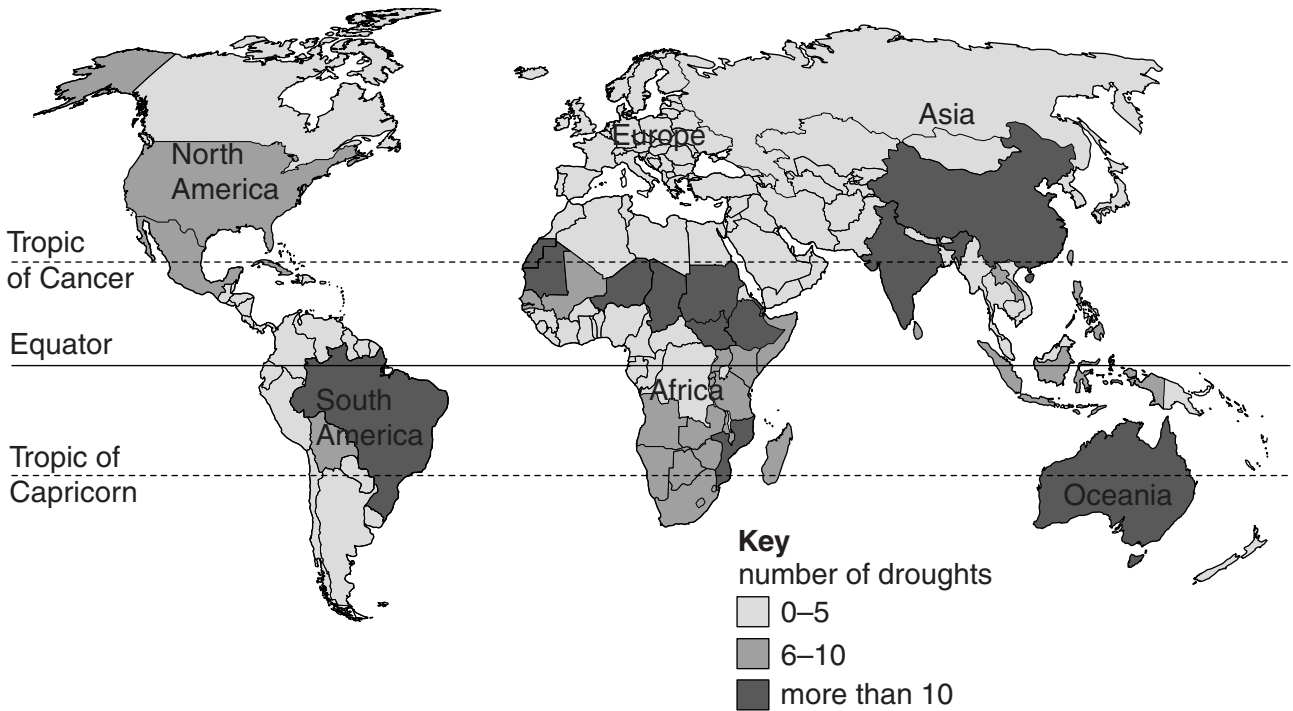 Asia
Europe
North
America
Tropic
of Cancer
Equator
Africa
South
America
Tropic of
Capricorn
Oceania
Key
number of droughts
0–5
6–10
more than 10